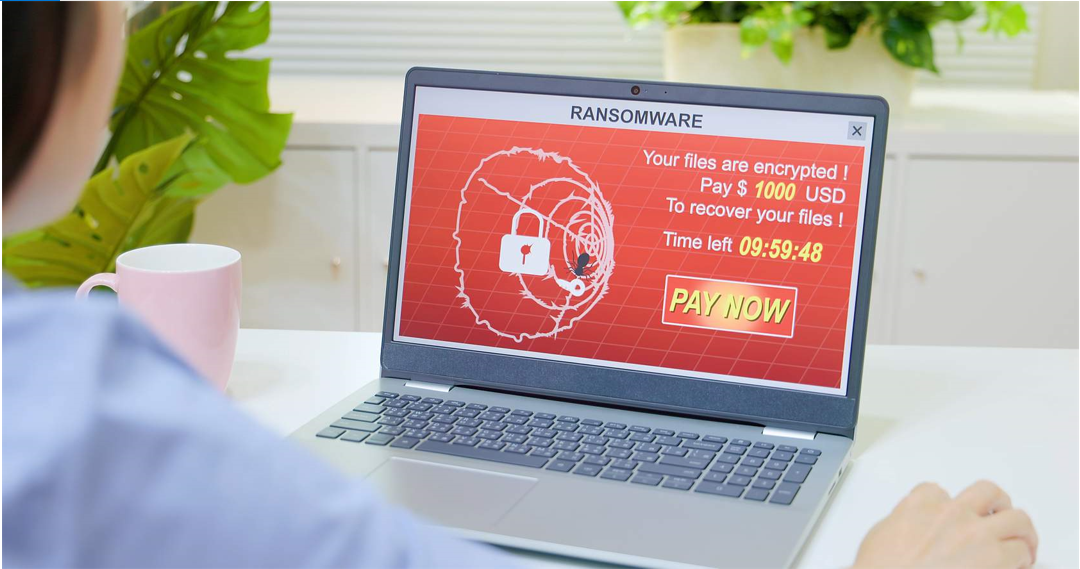 RANSOMWARE
Your files are encrypted !
Pay $ 1000 USD
To recover your files !
Time left 09:59:48
PAY NOW